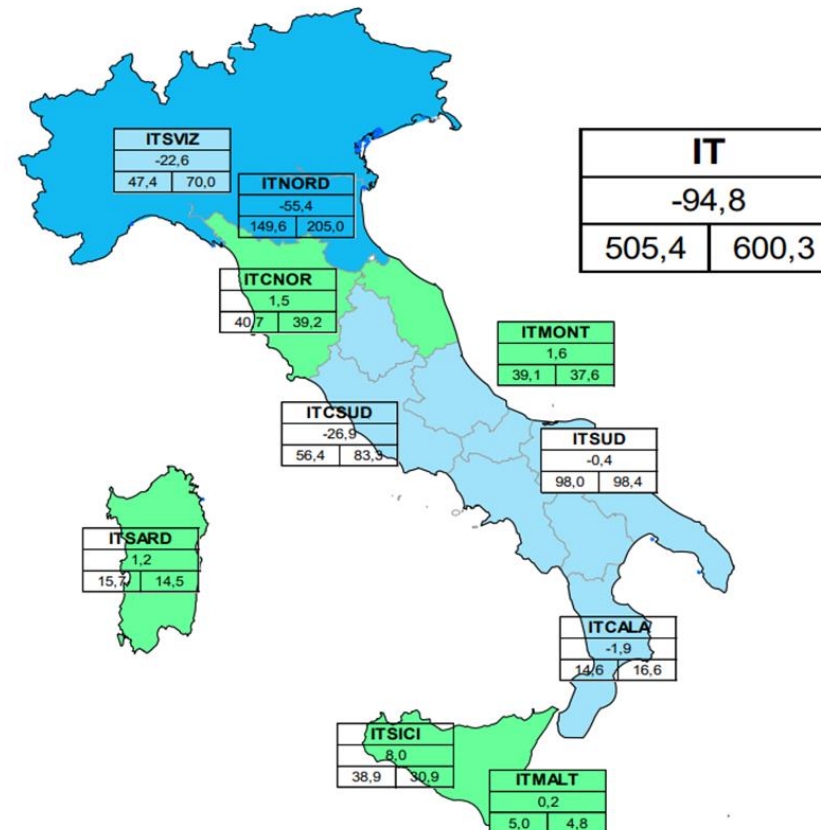 ITSVIZ
-22,6
47,4 70,0
ITNORD
-55,4
149,6 205,0
IT
-94,8
505,4 600,3
ITCNOR
1,5
40,7 39,2
ITMONT
1,6
39,1 37,6
ITCSUD
-26,9
56,4 83,3
ITSUD
-0,4
98,0 98,4
ITSARD
1,2
15,7 14,5
ITCALA
-1,9
14,6 16,6
ITSICI
8,0
38,9 30,9
ITMALT
0,2
5,0 4,8